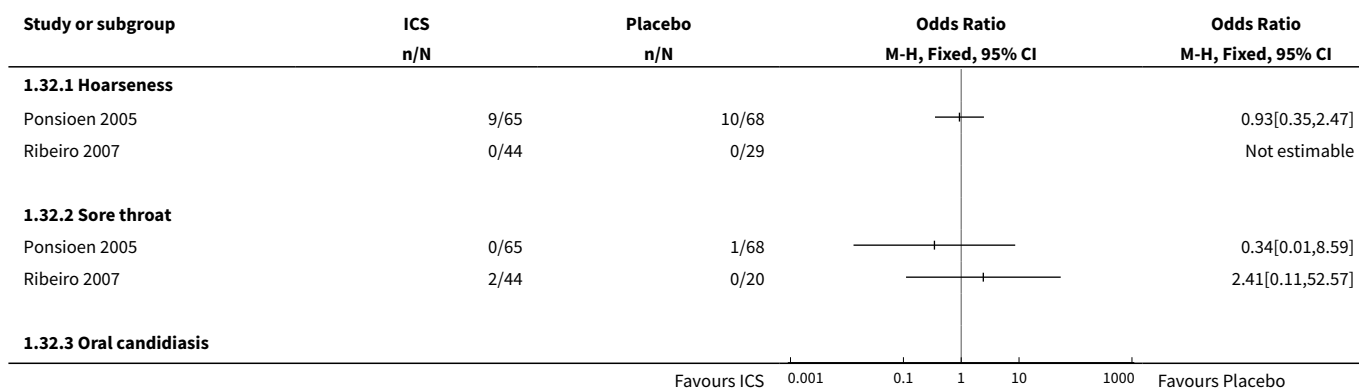 Study or subgroup ICS Placebo Odds Ratio Odds Ratio
n/N n/N M-H, Fixed, 95% CI M-H, Fixed, 95% CI
1.32.1 Hoarseness
Ponsioen 2005 9/65 10/68 0.93[0.35,2.47]
Ribeiro 2007 0/44 0/29 Not estimable
1.32.2 Sore throat
Ponsioen 2005 0/65 1/68 0.34[0.01,8.59]
Ribeiro 2007 2/44 0/20 2.41[0.11,52.57]
1.32.3 Oral candidiasis
Favours ICS 0.001 0.1 1 10 1000 Favours Placebo